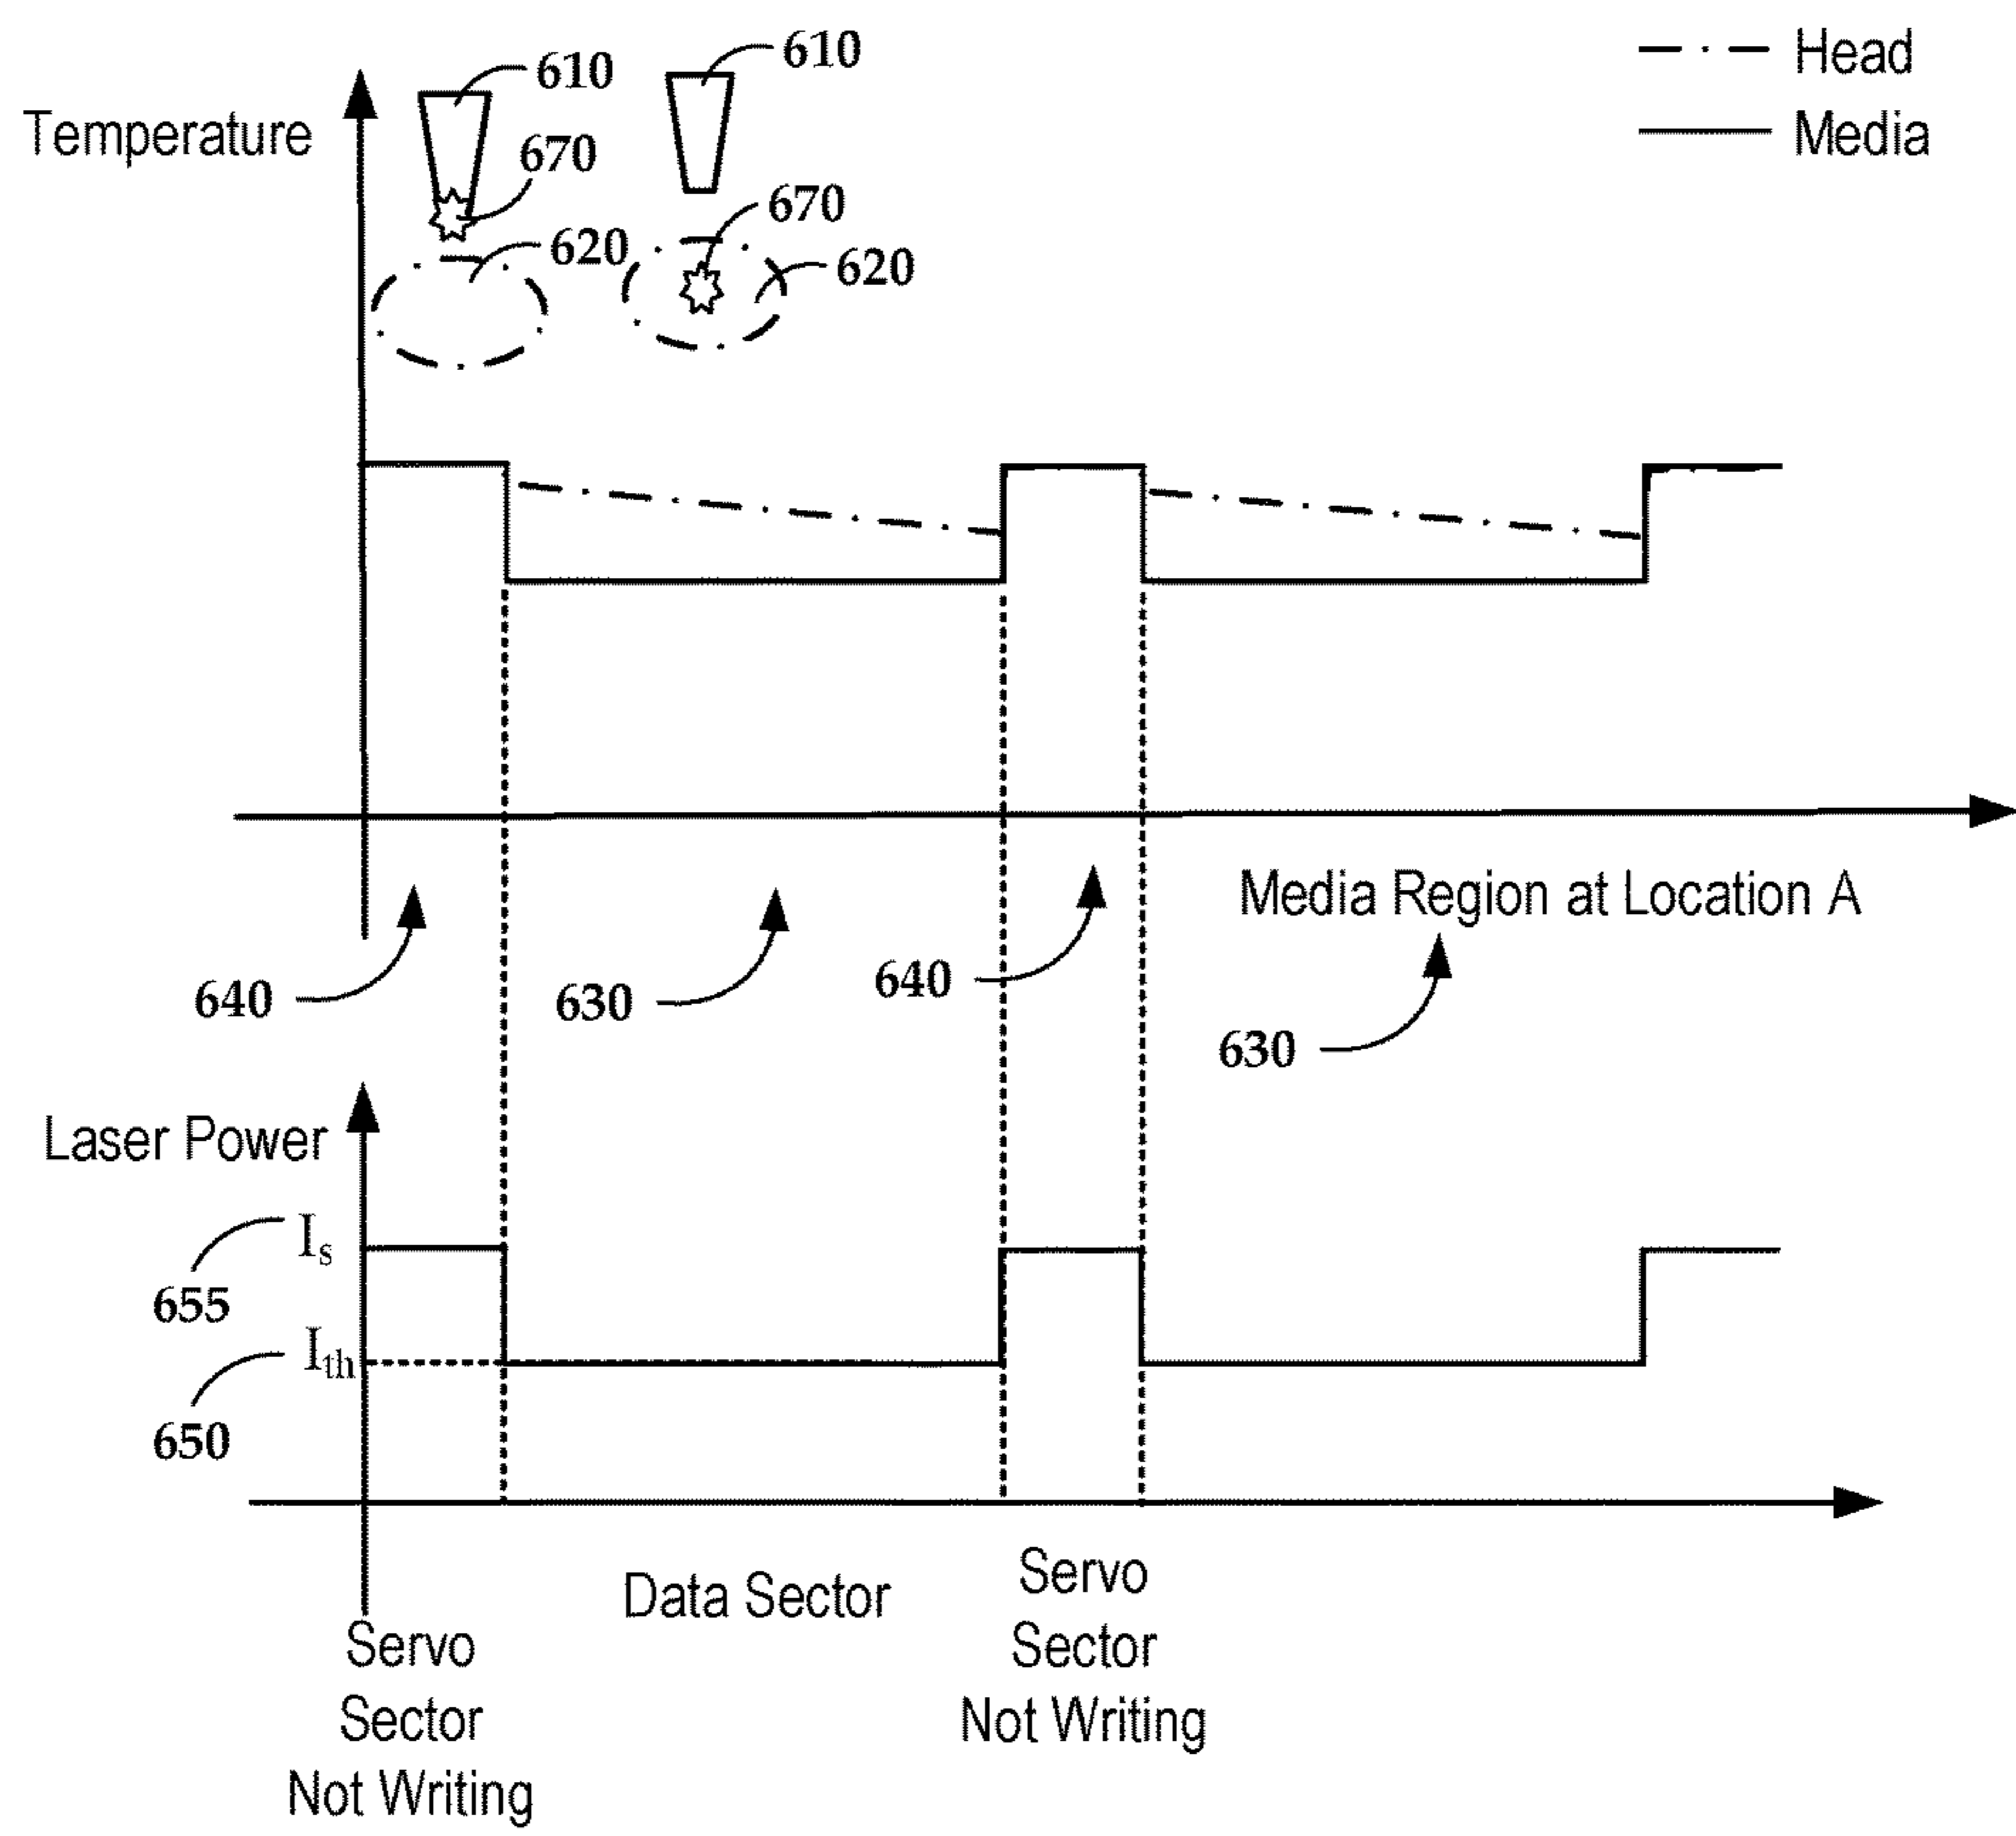 610
610
Head
Temperature
Media
670
670
620
620
Media Region at Location A
640
630
640
630
Laser Power
Is
655
Ith
650
Servo
Sector
Not Writing
Data Sector
Servo
Sector
Not Writing